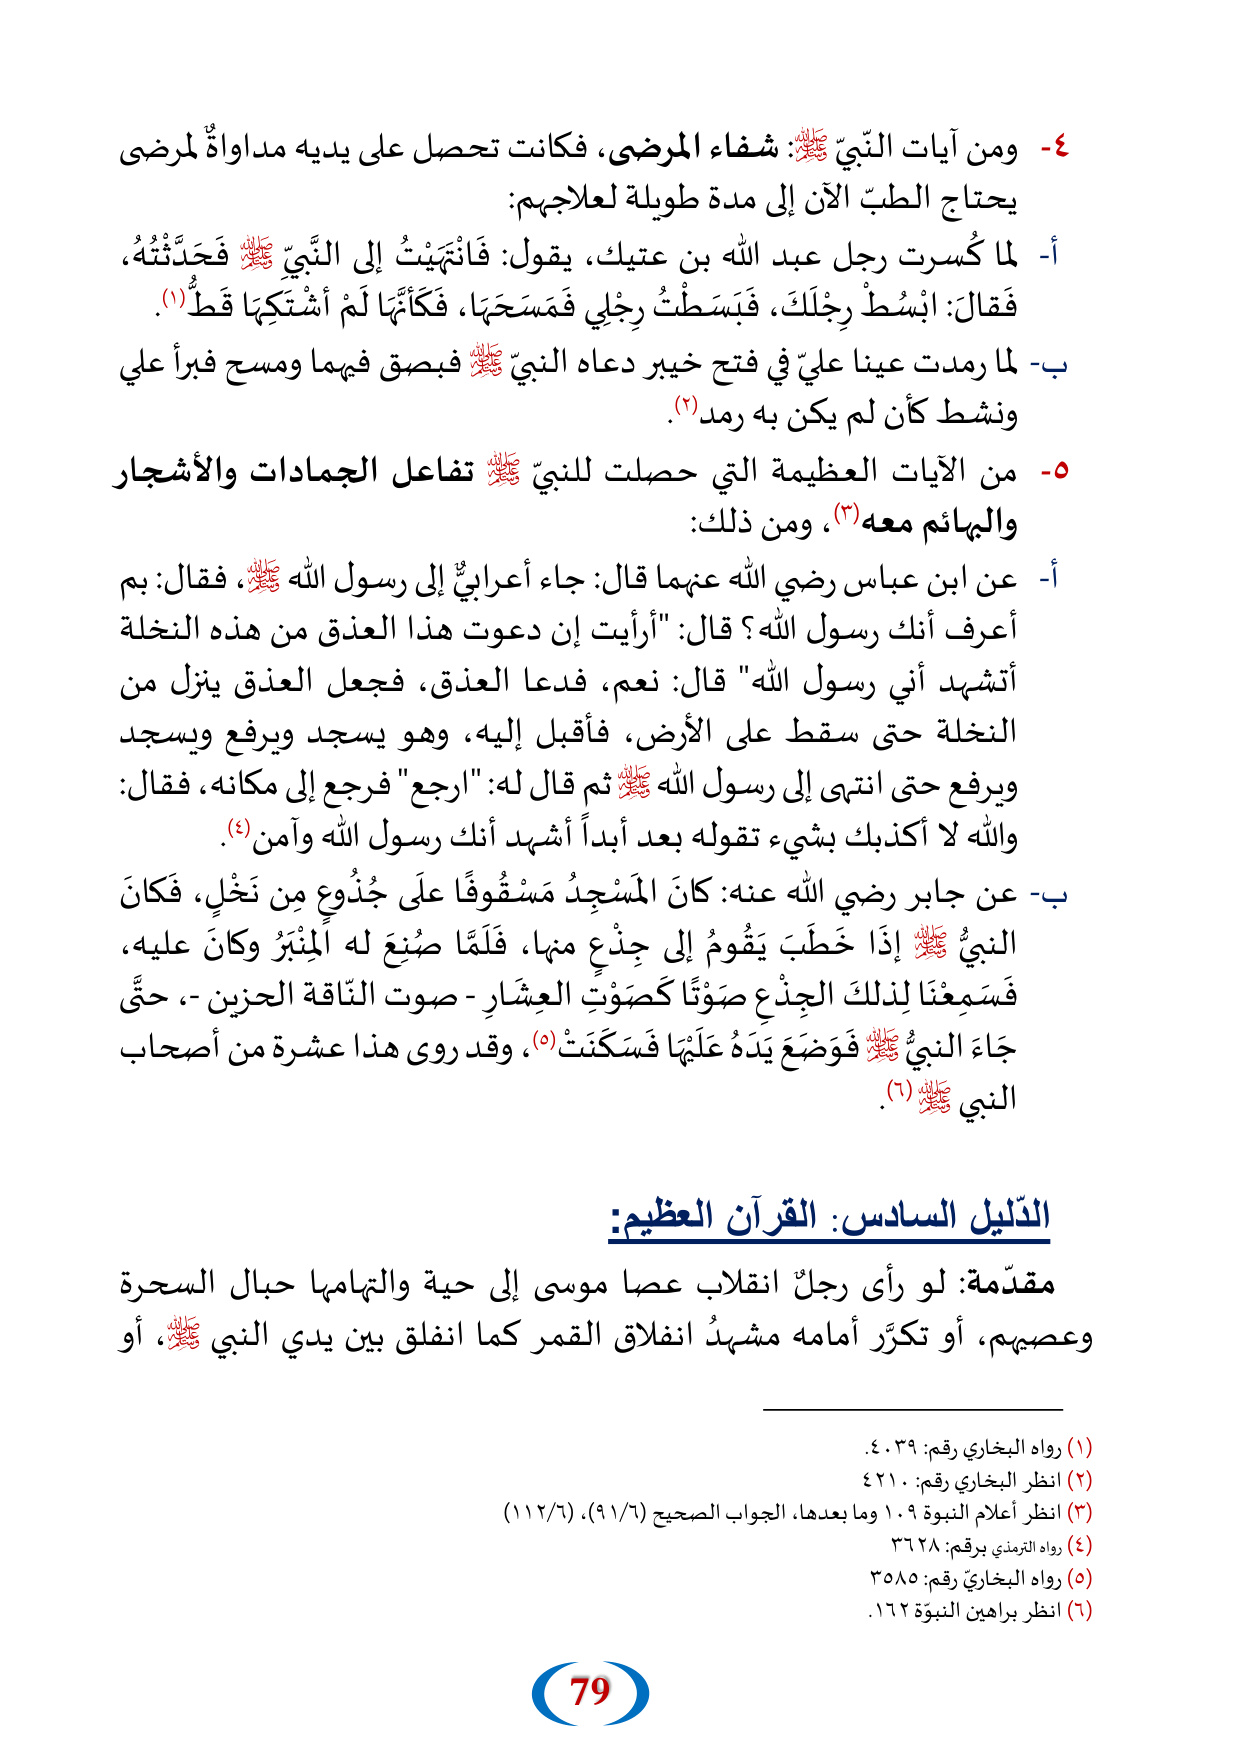 ٤- ومن آيات النّبيّ ﷺ: شفاء المرضى، فكانت تحصل على يديه مداواةٌ لمرضى
يحتاج الطبّ الآن إلى مدة طويلة لعلاجهم:
أ- لما كُسرت رجل عبد الله بن عتيك، يقول: فَانْتَهَيْتُ إلى النَّبيِّ ﷺ فَحَدَّثْتُهُ،
فَقالَ: ابْسُطْ رِجْلَكَ، فَبَسَطْتُ رِجْلِي فَمَسَحَهَا، فَكَأنَّهَا لَمْ أشْتَكِهَا قَطُّ(١).
ب- لما رمدت عينا عليّ في فتح خيبر دعاه النبيّ ﷺ فبصق فيهما ومسح فبرأ علي
ونشط كأن لم يكن به رمد(٢).
٥- من الآيات العظيمة التي حصلت للنبيّ ﷺ تفاعل الجمادات والأشجار
والبهائم معه(٣)، ومن ذلك:
أ- عن ابن عباس رضي الله عنهما قال: جاء أعرابيٌّ إلى رسول الله ﷺ، فقال: بم
أعرف أنك رسول الله؟ قال: "أرأيت إن دعوت هذا العذق من هذه النخلة
أتشهد أني رسول الله" قال: نعم، فدعا العذق، فجعل العذق ينزل من
النخلة حتى سقط على الأرض، فأقبل إليه، وهو يسجد ويرفع ويسجد
ويرفع حتى انتهى إلى رسول الله ﷺ ثم قال له: "ارجع" فرجع إلى مكانه، فقال:
والله لا أكذبك بشيء تقوله بعد أبداً أشهد أنك رسول الله وآمن(٤).
ب- عن جابر رضي الله عنه: كانَ المَسْجِدُ مَسْقُوفًا علَى جُذُوعٍ مِن نَخْلٍ، فَكانَ
النبيُّ ﷺ إذَا خَطَبَ يَقُومُ إلى جِذْعٍ منها، فَلَمَّا صُنِعَ له المِنْبَرُ وكانَ عليه،
فَسَمِعْنَا لِذلكَ الجِذْعِ صَوْتًا كَصَوْتِ العِشَارِ - صوت النّاقة الحزين -، حتَّى
جَاءَ النبيُّ ﷺ فَوَضَعَ يَدَهُ عَلَيْهَا فَسَكَنَتْ(٥)، وقد روى هذا عشرة من أصحاب
النبي ﷺ(٦).
الدّليل السادس: القرآن العظيم:
مقدّمة: لو رأى رجلٌ انقلاب عصا موسى إلى حية والتهامها حبال السحرة
وعصيهم، أو تكرَّر أمامه مشهدُ انفلاق القمر كما انفلق بين يدي النبي ﷺ، أو
(١) رواه البخاري رقم: ٤٠٣٩.
(٢) انظر البخاري رقم: ٤٢١٠
(٣) انظر أعلام النبوة ١٠٩ وما بعدها، الجواب الصحيح (٩١/٦)، (١١٢/٦)
(٤) رواه الترمذي برقم: ٣٦٢٨
(٥) رواه البخاريّ رقم: ٣٥٨٥
(٦) انظر براهين النبوّة ١٦٢.
79